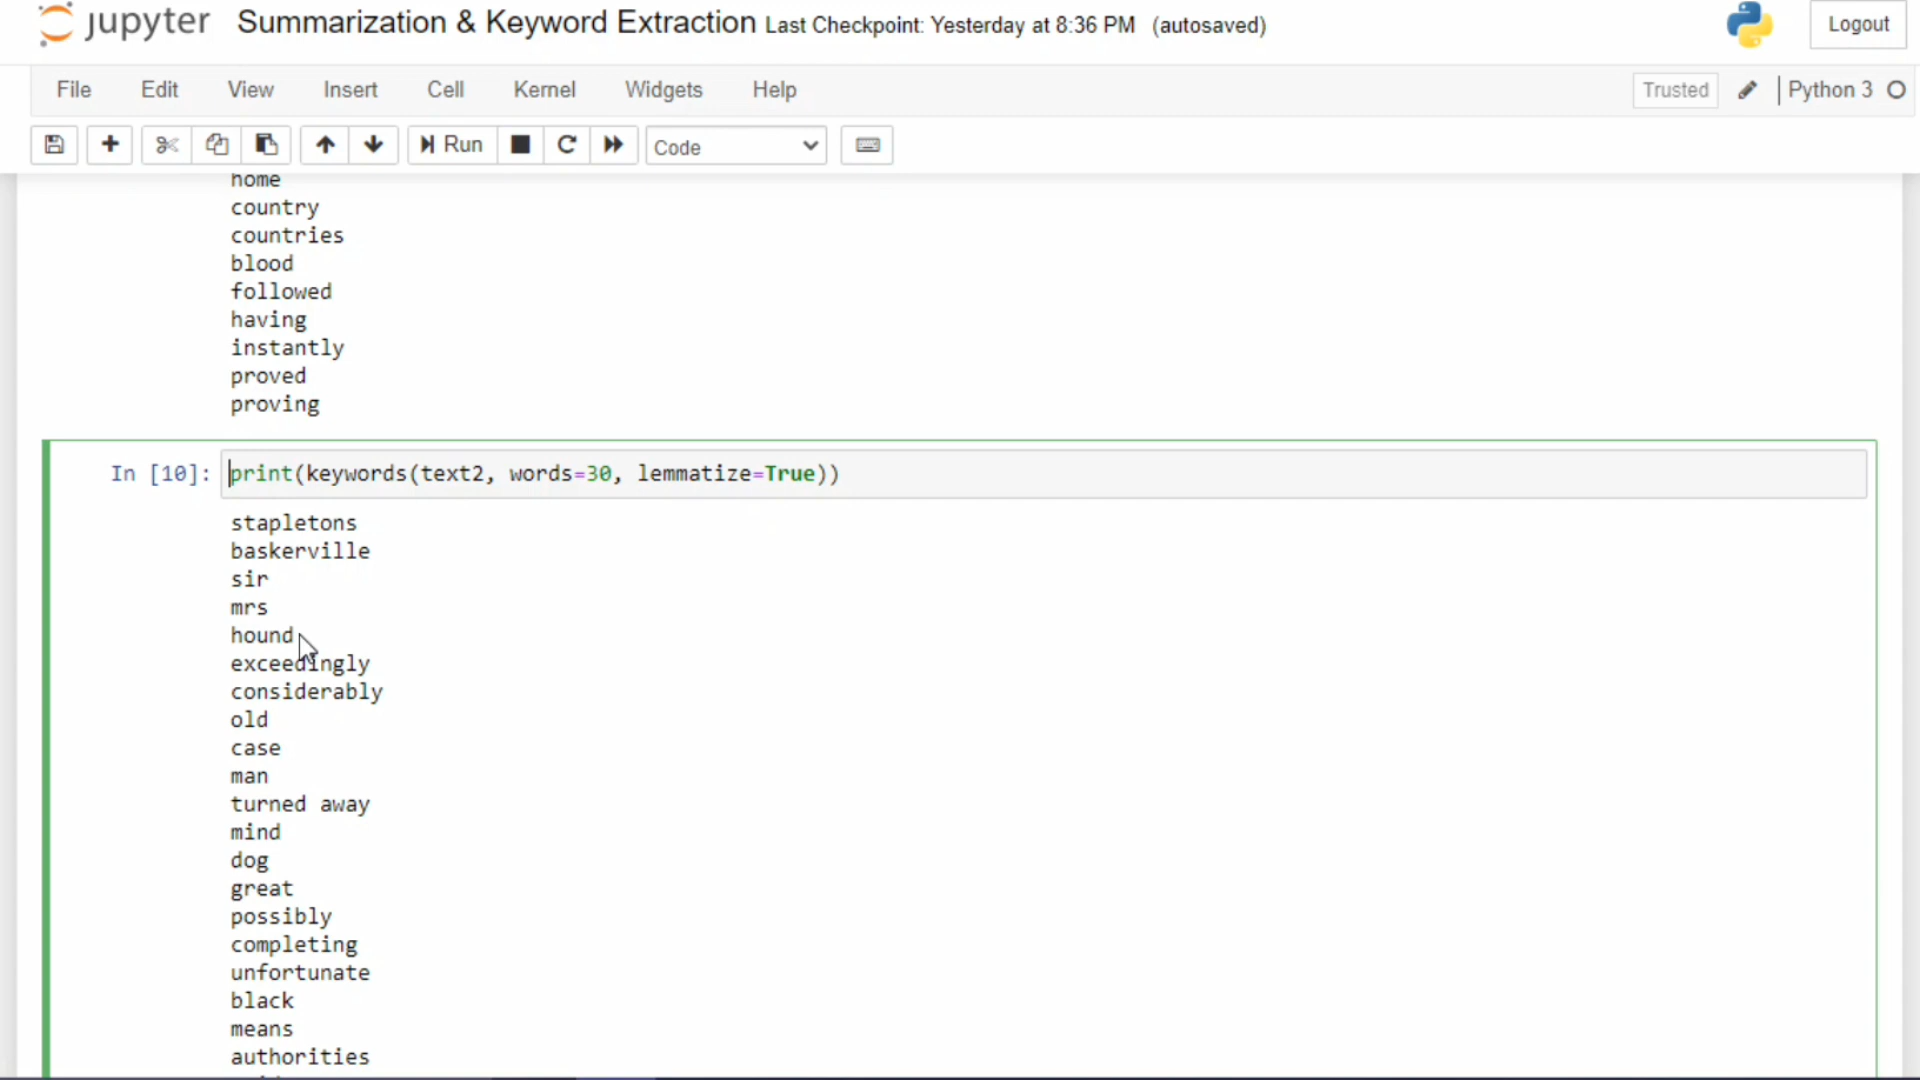 jupyter Summarization & Keyword Extraction Last Checkpoint: Yesterday at 8:36 PM (autosaved) Logout
File Edit View Insert Cell Kernel Widgets Help Trusted Python 3
Run Code
home
country
countries
blood
followed
having
instantly
proved
proving
In [10]: print(keywords(text2, words=30, lemmatize=True))
stapletons
baskerville
sir
mrs
hound
exceedingly
considerably
old
case
man
turned away
mind
dog
great
possibly
completing
unfortunate
black
means
authorities